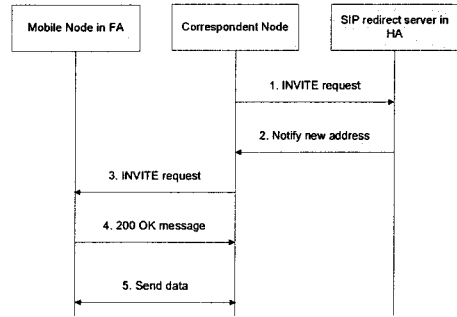 Mobile Node in FA
Correspondent Node
SIP redirect server in
HA
1. INVITE request
2. Notify new address
3. INVITE request
4. 200 OK message
5. Send data